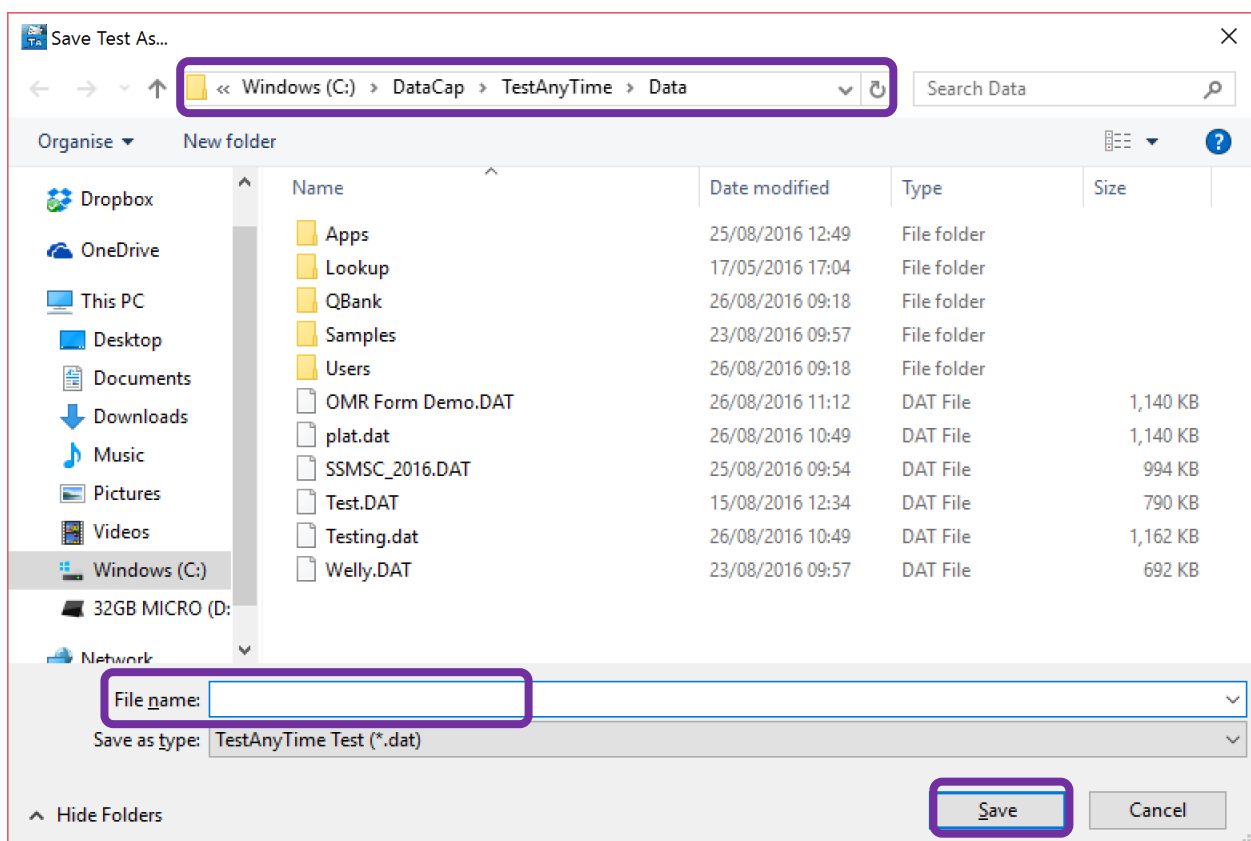 Save Test As...
« Windows (C:) > DataCap > TestAnyTime > Data
Search Data
Organise
New folder
Name Date modified Type Size
Dropbox
OneDrive
This PC
Desktop
Documents
Downloads
Music
Pictures
Videos
Windows (C:)
32GB MICRO (D:
Network
Apps 25/08/2016 12:49 File folder
Lookup 17/05/2016 17:04 File folder
QBank 26/08/2016 09:18 File folder
Samples 23/08/2016 09:57 File folder
Users 26/08/2016 09:18 File folder
OMR Form Demo.DAT 26/08/2016 11:12 DAT File 1,140 KB
plat.dat 26/08/2016 10:49 DAT File 1,140 KB
SSMSC_2016.DAT 25/08/2016 09:54 DAT File 994 KB
Test.DAT 15/08/2016 12:34 DAT File 790 KB
Testing.dat 26/08/2016 10:49 DAT File 1,162 KB
Welly.DAT 23/08/2016 09:57 DAT File 692 KB
File name:
Save as type: TestAnyTime Test (*.dat)
Hide Folders
Save
Cancel